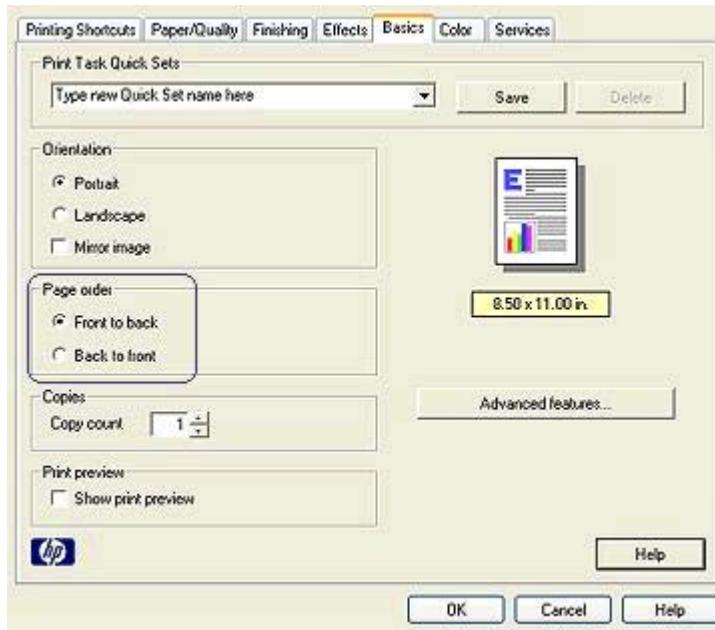 Printing Shortcuts Paper/Quality Finishing Effects Basics Color Services
Print Task Quick Sets
Type new Quick Set name here Save Delete
Orientation
Portrait
Landscape
Mirror image
E
8.50 x 11.00 in.
Page order
Front to back
Back to front
Advanced features...
Copies
Copy count 1
Print preview
Show print preview
hp Help
OK Cancel Help